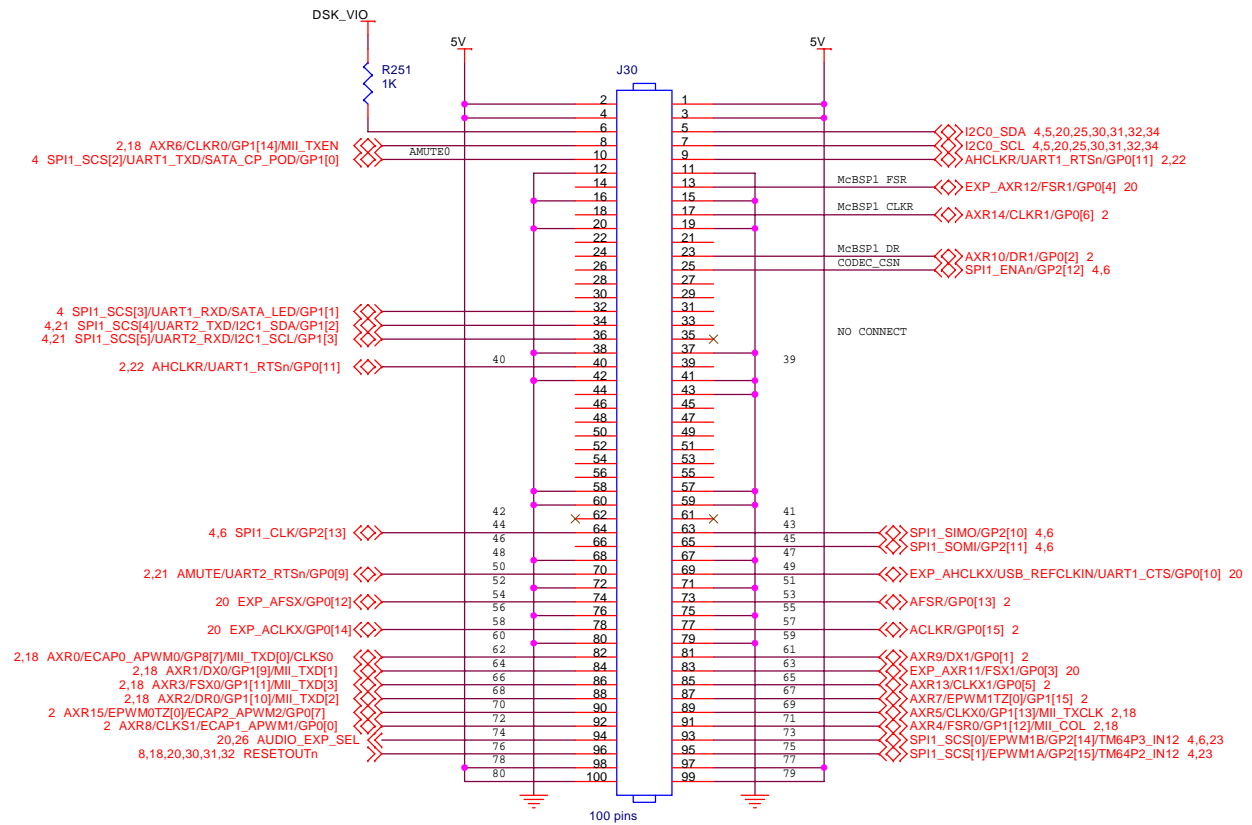 DSK_VIO
5V
5V
R251
1K
J30
2 1
4 3
6 5 I2C0_SDA 4,5,20,25,30,31,32,34
2,18 AXR6/CLKR0/GP1[14]/MII_TXEN 8 7 I2C0_SCL 4,5,20,25,30,31,32,34
4 SPI1_SCS[2]/UART1_TXD/SATA_CP_POD/GP1[0] AMUTE0 10 9 AHCLKR/UART1_RTSn/GP0[11] 2,22
12 11
14 13 McBSP1 FSR EXP_AXR12/FSR1/GP0[4] 20
16 15
18 17 McBSP1 CLKR AXR14/CLKR1/GP0[6] 2
20 19
22 21
24 23 McBSP1 DR AXR10/DR1/GP0[2] 2
26 25 CODEC_CSN SPI1_ENAn/GP2[12] 4,6
28 27
30 29
4 SPI1_SCS[3]/UART1_RXD/SATA_LED/GP1[1] 32 31
4,21 SPI1_SCS[4]/UART2_TXD/I2C1_SDA/GP1[2] 34 33
4,21 SPI1_SCS[5]/UART2_RXD/I2C1_SCL/GP1[3] 36 35 NO CONNECT
38 37
2,22 AHCLKR/UART1_RTSn/GP0[11] 40 40 39 39
42 41
44 43
46 45
48 47
50 49
52 51
54 53
56 55
58 57
60 59
42 62 61 41
4,6 SPI1_CLK/GP2[13] 44 64 63 43 SPI1_SIMO/GP2[10] 4,6
46 66 65 45 SPI1_SOMI/GP2[11] 4,6
48 68 67 47
2,21 AMUTE/UART2_RTSn/GP0[9] 50 70 69 49 EXP_AHCLKX/USB_REFCLKIN/UART1_CTS/GP0[10] 20
52 72 71 51
20 EXP_AFSX/GP0[12] 54 74 73 53 AFSR/GP0[13] 2
56 76 75 55
20 EXP_ACLKX/GP0[14] 58 78 77 57 ACLKR/GP0[15] 2
60 80 79 59
2,18 AXR0/ECAP0_APWM0/GP8[7]/MII_TXD[0]/CLKS0 62 82 81 61 AXR9/DX1/GP0[1] 2
2,18 AXR1/DX0/GP1[9]/MII_TXD[1] 64 84 83 63 EXP_AXR11/FSX1/GP0[3] 20
2,18 AXR3/FSX0/GP1[11]/MII_TXD[3] 66 86 85 65 AXR13/CLKX1/GP0[5] 2
2,18 AXR2/DR0/GP1[10]/MII_TXD[2] 68 88 87 67 AXR7/EPWM1TZ[0]/GP1[15] 2
2 AXR15/EPWM0TZ[0]/ECAP2_APWM2/GP0[7] 70 90 89 69 AXR5/CLKX0/GP1[13]/MII_TXCLK 2,18
2 AXR8/CLKS1/ECAP1_APWM1/GP0[0] 72 92 91 71 AXR4/FSR0/GP1[12]/MII_COL 2,18
20,26 AUDIO_EXP_SEL 74 94 93 73 SPI1_SCS[0]/EPWM1B/GP2[14]/TM64P3_IN12 4,6,23
8,18,20,30,31,32 RESETOUTn 76 96 95 75 SPI1_SCS[1]/EPWM1A/GP2[15]/TM64P2_IN12 4,23
78 98 97 77
80 100 99 79
100 pins